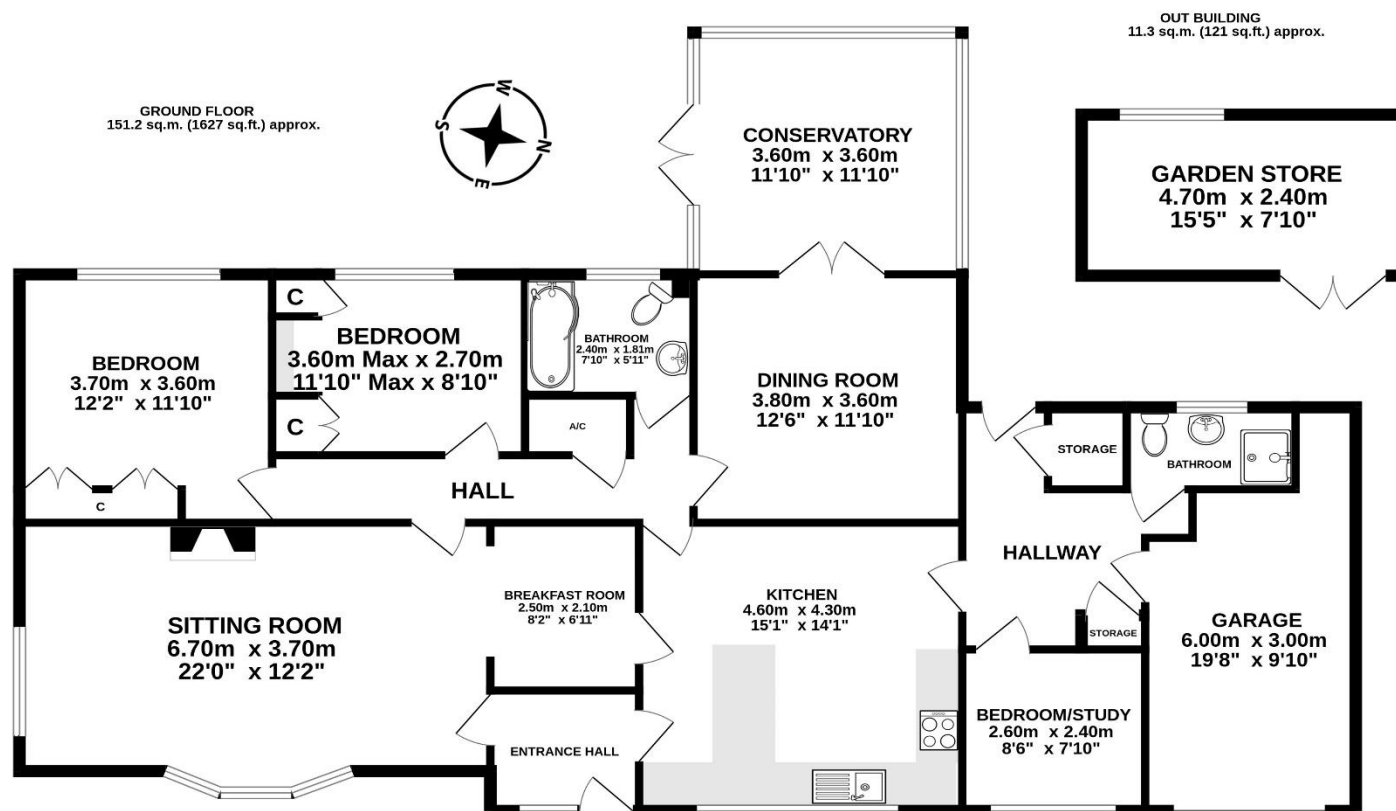 OUT BUILDING
11.3 sq.m. (121 sq.ft.) approx.
GROUND FLOOR
151.2 sq.m. (1627 sq.ft.) approx.
W
S
N
E
CONSERVATORY
3.60m x 3.60m
11'10" x 11'10"
GARDEN STORE
4.70m x 2.40m
15'5" x 7'10"
C
BEDROOM
3.70m x 3.60m
12'2" x 11'10"
BEDROOM
3.60m Max x 2.70m
11'10" Max x 8'10"
C
BATHROOM
2.40m x 1.81m
7'10" x 5'11"
DINING ROOM
3.80m x 3.60m
12'6" x 11'10"
A/C
STORAGE
BATHROOM
C
HALL
HALLWAY
SITTING ROOM
6.70m x 3.70m
22'0" x 12'2"
BREAKFAST ROOM
2.50m x 2.10m
8'2" x 6'11"
KITCHEN
4.60m x 4.30m
15'1" x 14'1"
STORAGE
GARAGE
6.00m x 3.00m
19'8" x 9'10"
ENTRANCE HALL
BEDROOM/STUDY
2.60m x 2.40m
8'6" x 7'10"